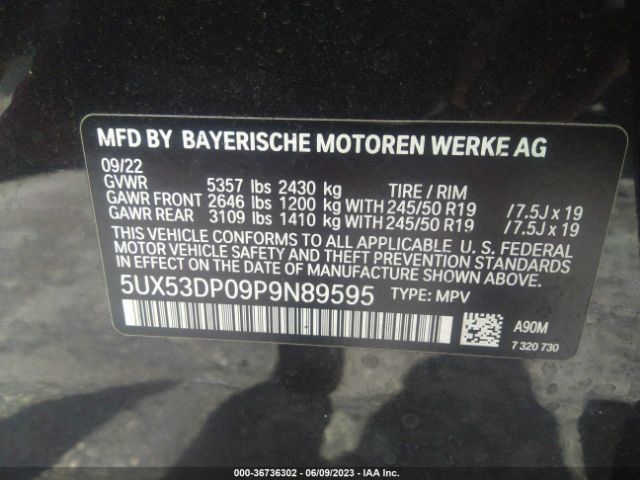 MFD BY BAYERISCHE MOTOREN WERKE AG
09/22
GVWR 5357 lbs 2430 kg TIRE / RIM
GAWR FRONT 2646 lbs 1200 kg WITH 245/50 R19 / 7.5J x 19
GAWR REAR 3109 lbs 1410 kg WITH 245/50 R19 / 7.5J x 19
THIS VEHICLE CONFORMS TO ALL APPLICABLE U. S. FEDERAL
MOTOR VEHICLE SAFETY AND THEFT PREVENTION
STANDARDS IN EFFECT ON THE DATE OF MANUFACTURE SHOWN ABOVE.
5UX53DP09P9N89595 TYPE: MPV
A90M
7 320 730
000-36736302 - 06/09/2023 - IAA Inc.